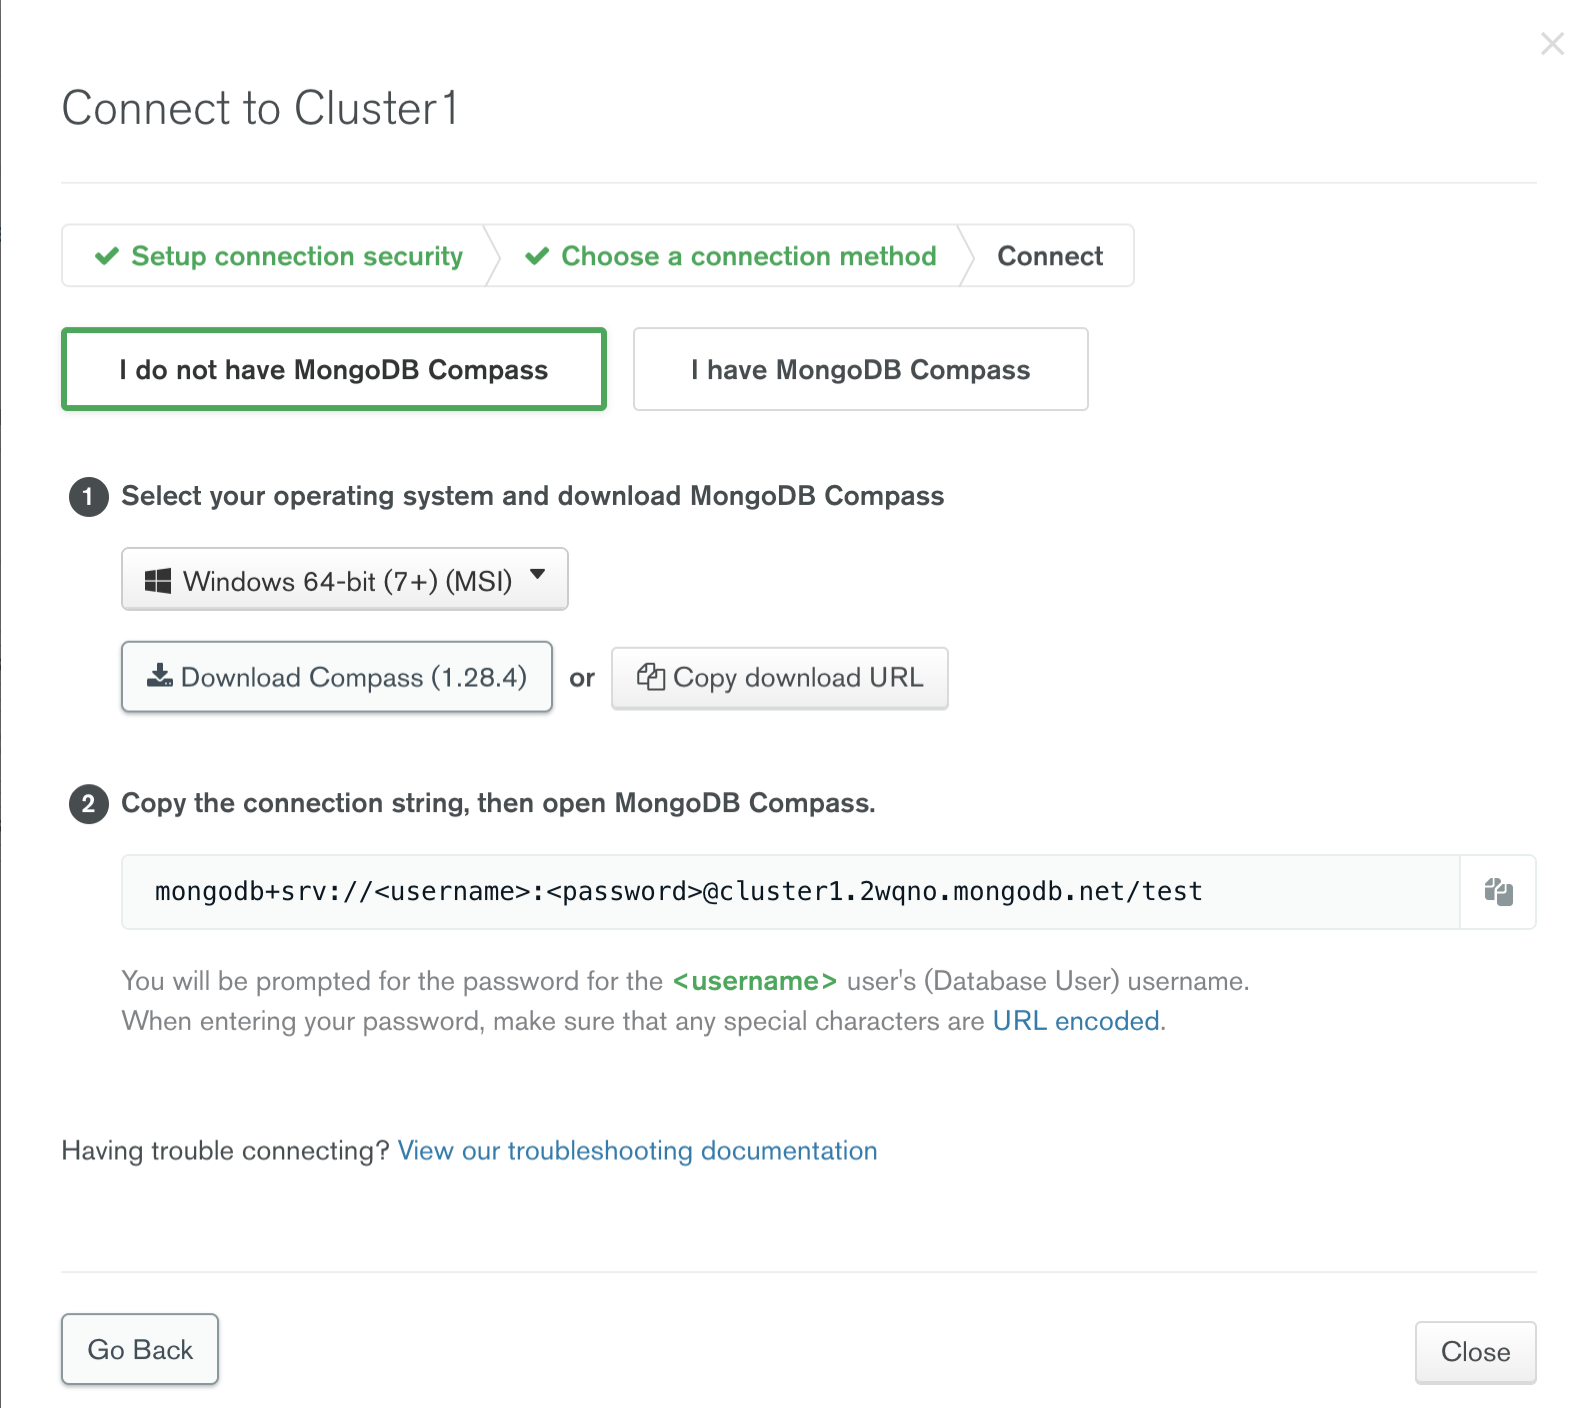 Connect to Cluster1
Setup connection security
Choose a connection method
Connect
I do not have MongoDB Compass
I have MongoDB Compass
1 Select your operating system and download MongoDB Compass
Windows 64-bit (7+) (MSI)
Download Compass (1.28.4) or Copy download URL
2 Copy the connection string, then open MongoDB Compass.
mongodb+srv://<username>:<password>@cluster1.2wqno.mongodb.net/test
You will be prompted for the password for the <username> user's (Database User) username.
When entering your password, make sure that any special characters are URL encoded.
Having trouble connecting? View our troubleshooting documentation
Go Back
Close